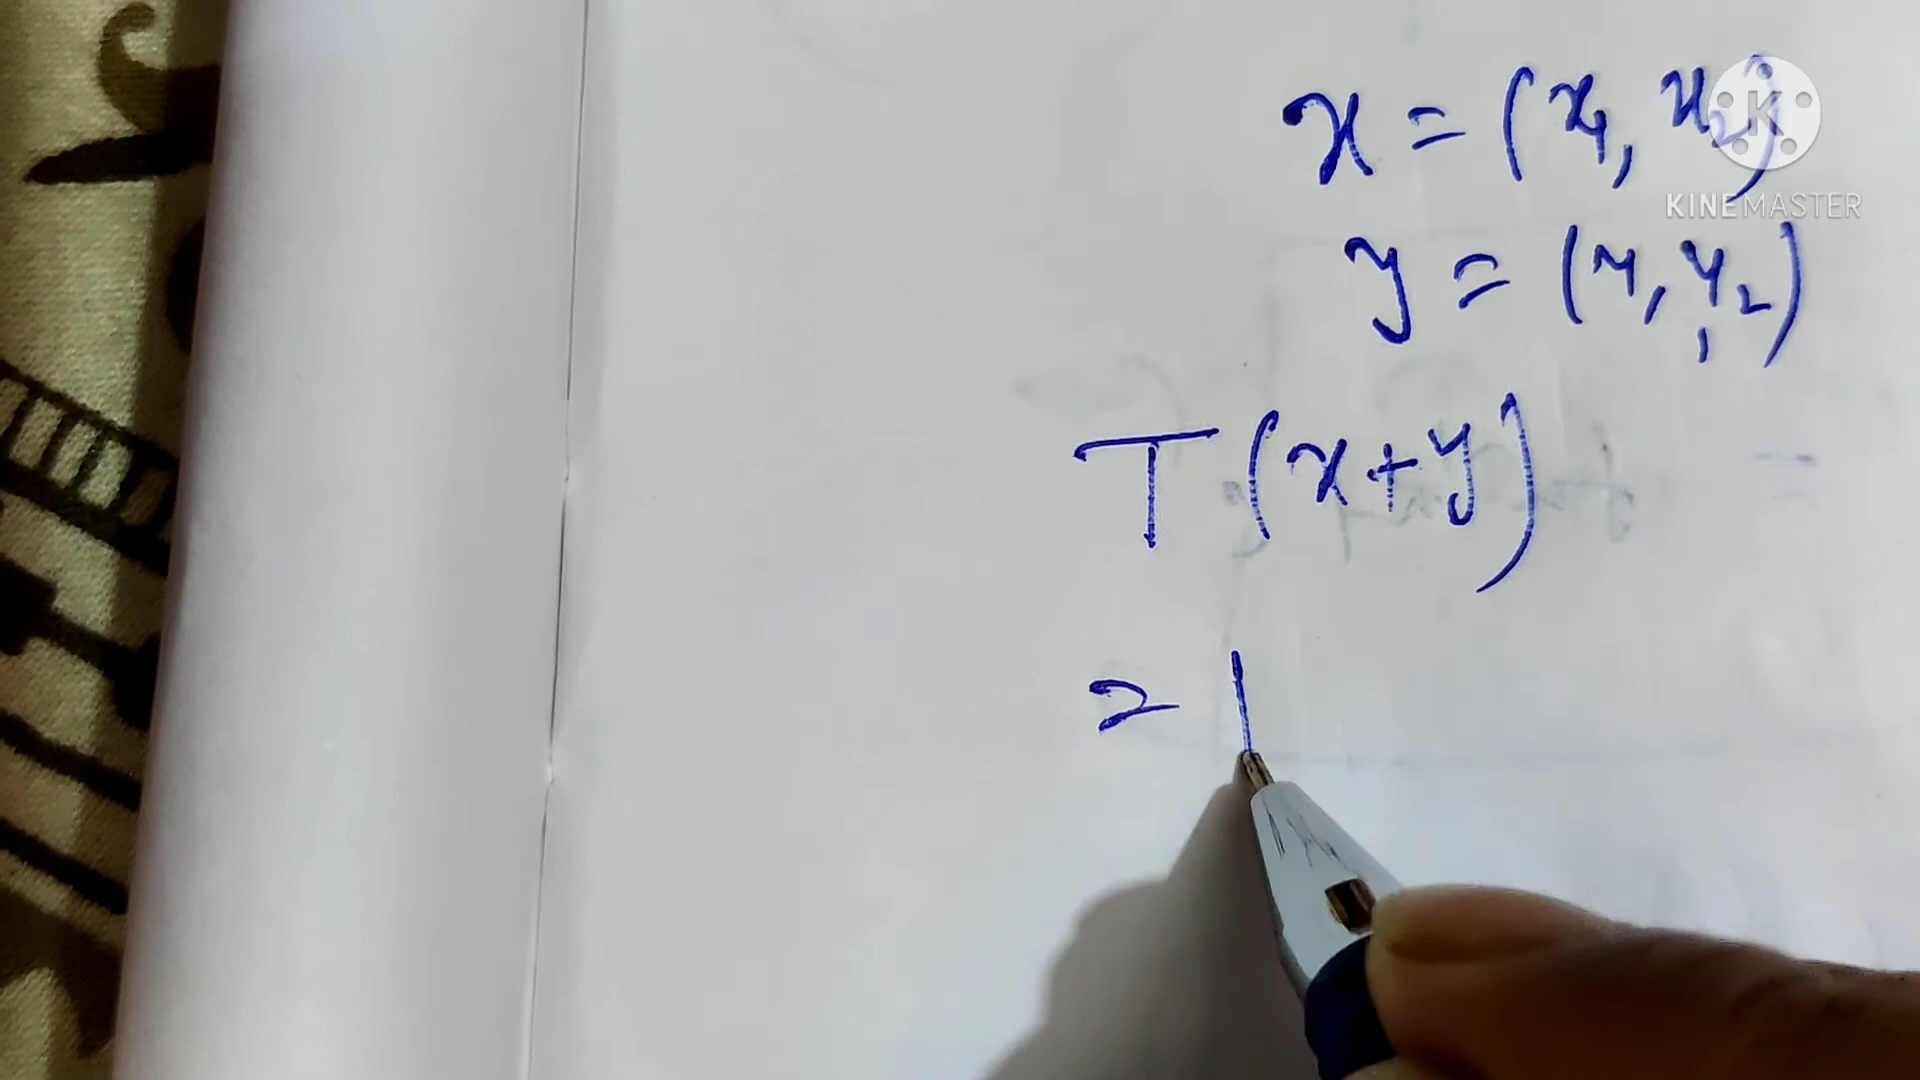 x = (x₁, x₂)
KINEMASTER
y = (y₁, y₂)
T(x+y)
=